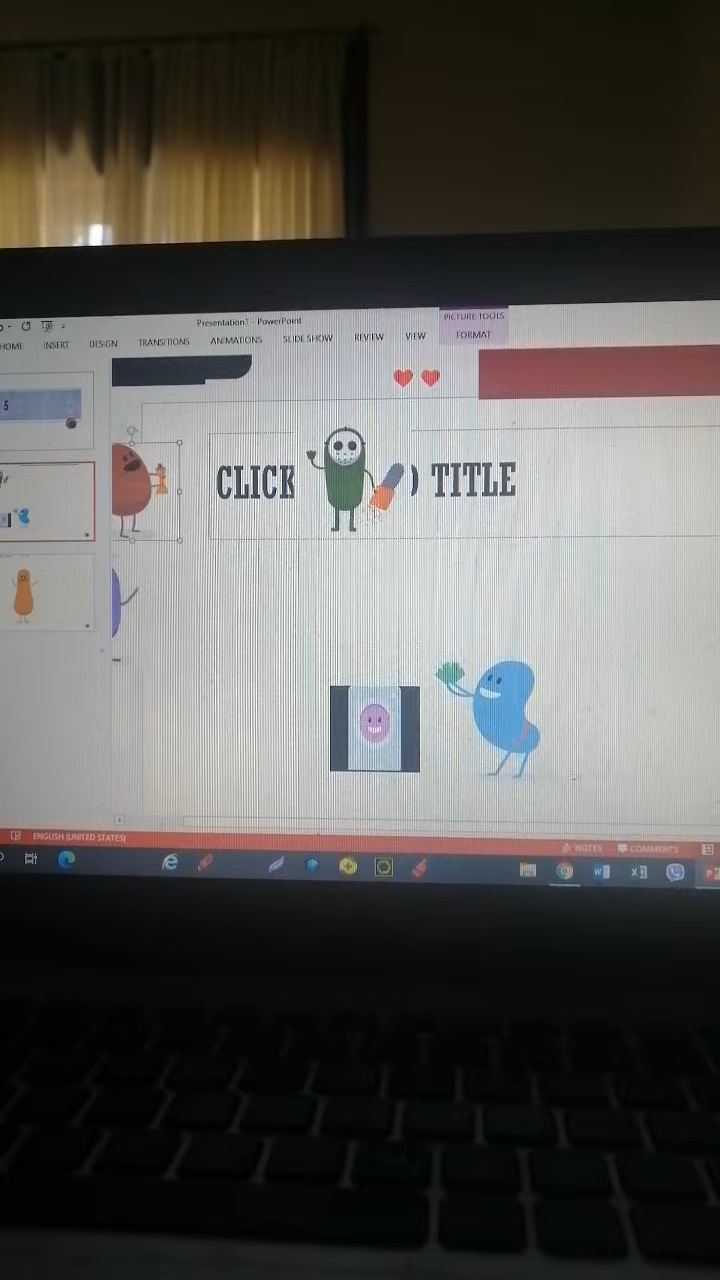 Presentation1 - PowerPoint
PICTURE TOOLS
HOME INSERT DESIGN TRANSITIONS ANIMATIONS SLIDE SHOW REVIEW VIEW FORMAT
5
CLICK ) TITLE
ENGLISH (UNITED STATES)
NOTES COMMENTS